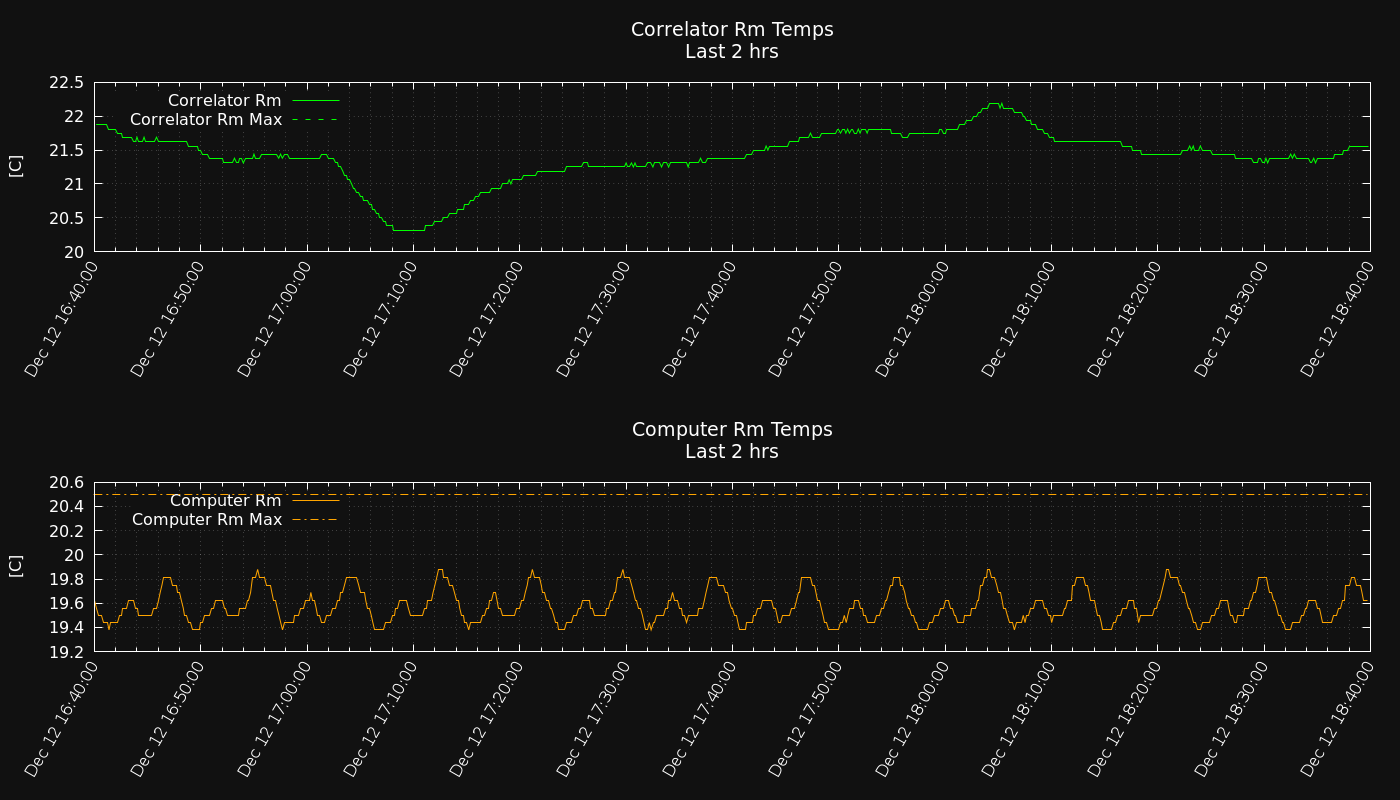 Correlator Rm Temps
Last 2 hrs
[C]
22.5
22
21.5
21
20.5
20
Correlator Rm
Correlator Rm Max
Dec 12 16:40:00
Dec 12 16:50:00
Dec 12 17:00:00
Dec 12 17:10:00
Dec 12 17:20:00
Dec 12 17:30:00
Dec 12 17:40:00
Dec 12 17:50:00
Dec 12 18:00:00
Dec 12 18:10:00
Dec 12 18:20:00
Dec 12 18:30:00
Dec 12 18:40:00
Computer Rm Temps
Last 2 hrs
[C]
20.6
20.4
20.2
20
19.8
19.6
19.4
19.2
Computer Rm
Computer Rm Max
Dec 12 16:40:00
Dec 12 16:50:00
Dec 12 17:00:00
Dec 12 17:10:00
Dec 12 17:20:00
Dec 12 17:30:00
Dec 12 17:40:00
Dec 12 17:50:00
Dec 12 18:00:00
Dec 12 18:10:00
Dec 12 18:20:00
Dec 12 18:30:00
Dec 12 18:40:00